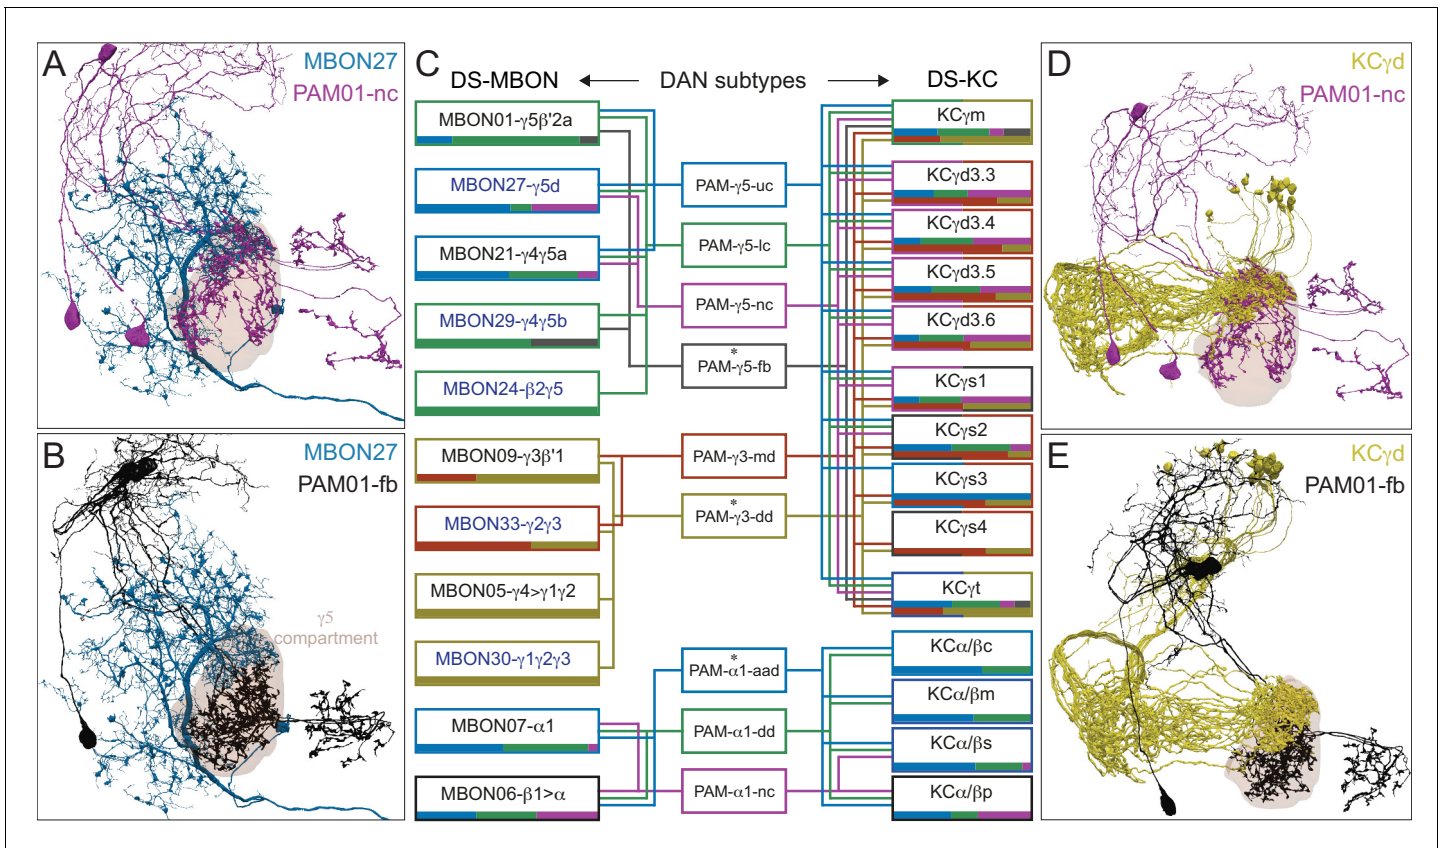 A
MBON27
PAM01-nc
B
MBON27
PAM01-fb
γ5
compartment
C
DS-MBON
DAN subtypes
DS-KC
MBON01-γ5β'2a
MBON27-γ5d
MBON21-γ4γ5a
MBON29-γ4γ5b
MBON24-β2γ5
MBON09-γ3β'1
MBON33-γ2γ3
MBON05-γ4>γ1γ2
MBON30-γ1γ2γ3
MBON07-α1
MBON06-β1>α
PAM-γ5-uc
PAM-γ5-lc
PAM-γ5-nc
*
PAM-γ5-fb
PAM-γ3-md
*
PAM-γ3-dd
*
PAM-α1-aad
PAM-α1-dd
PAM-α1-nc
KCγm
KCγd3.3
KCγd3.4
KCγd3.5
KCγd3.6
KCγs1
KCγs2
KCγs3
KCγs4
KCγt
KCα/βc
KCα/βm
KCα/βs
KCα/βp
D
KCγd
PAM01-nc
E
KCγd
PAM01-fb